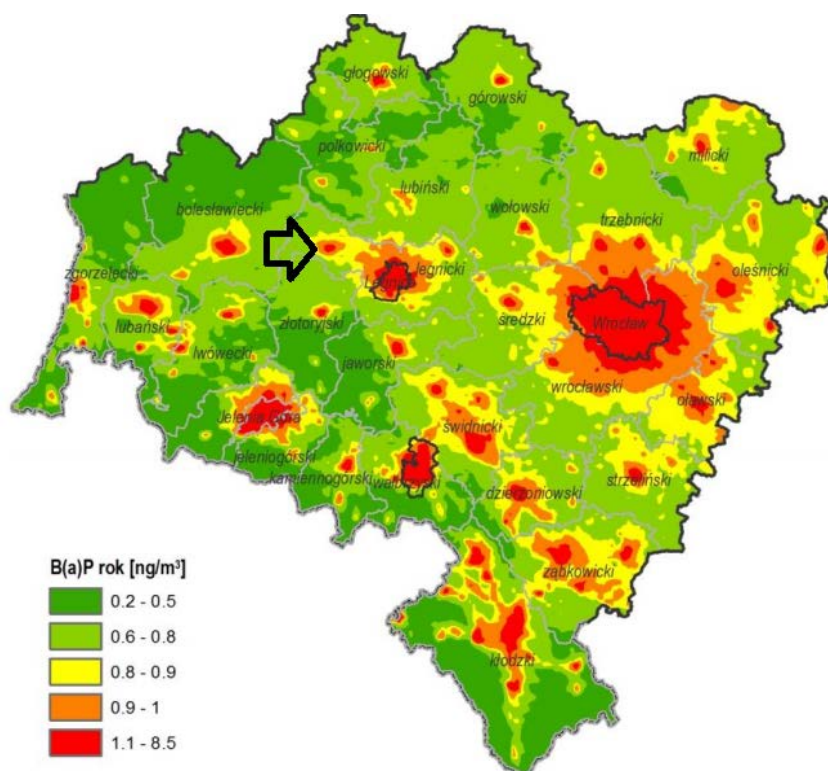 głogowski
górowski
polkowicki
milicki
lubiński
bolesławiecki
wołowski
trzebnicki
zgorzelecki
legnicki
oleśnicki
lubański
złotoryjski
średzki
Wrocław
lwówecki
jaworski
wrocławski
oławski
Jelenia Góra
świdnicki
jeleniogórski
kamiennogórski
dzierżoniowski
strzeliński
ząbkowicki
kłodzki
B(a)P rok [ng/m³]
0.2 - 0.5
0.6 - 0.8
0.8 - 0.9
0.9 - 1
1.1 - 8.5